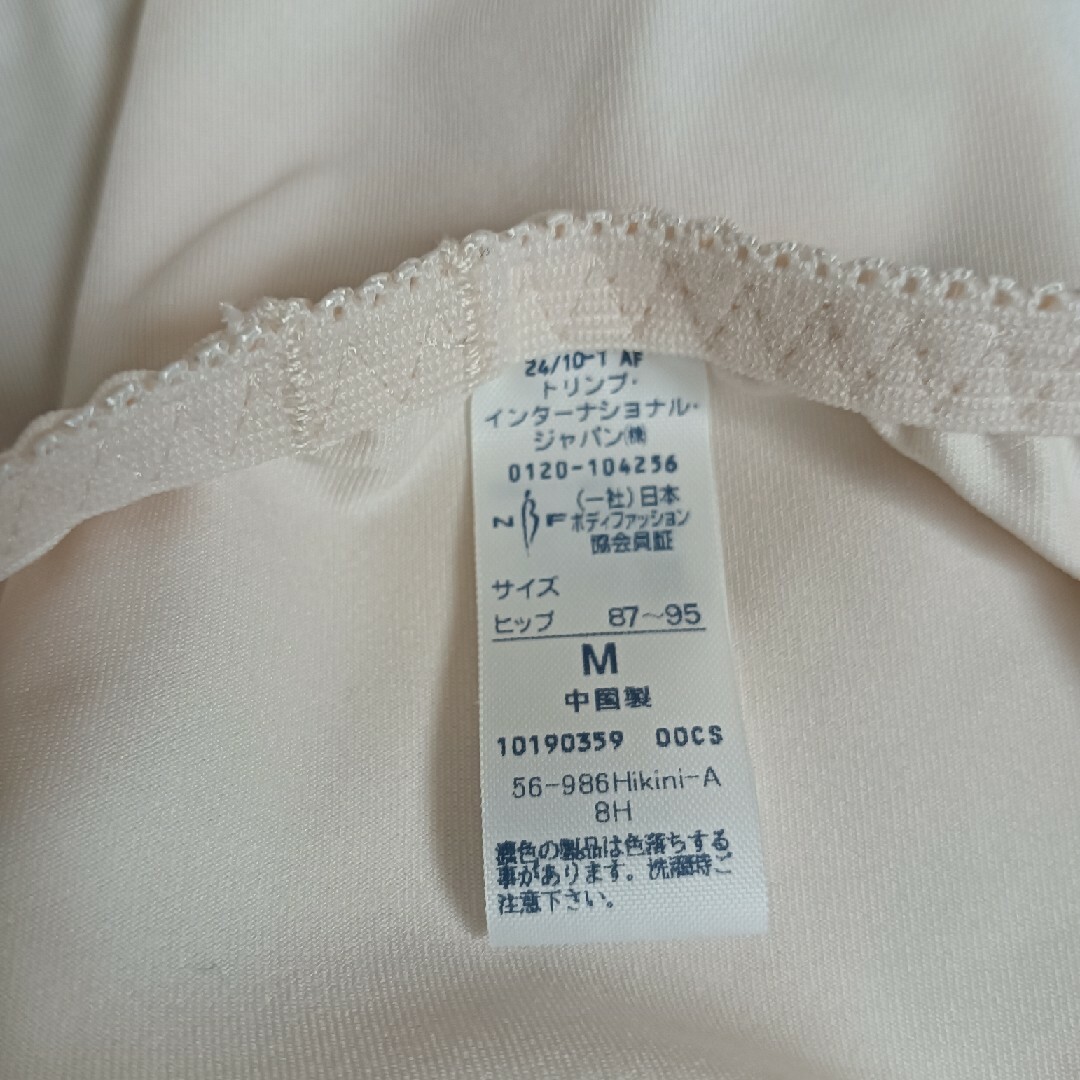 24/10-1 AF
トリンプ・
インターナショナル・
ジャパン㈱
0120-104256
NBF (一社)日本
ボディファッション
協会員証
サイズ
ヒップ 87~95
M
中国製
10190359 00CS
56-986Hikini-A
8H
濃色の製品は色落ちする
事があります。洗濯時ご
注意下さい。